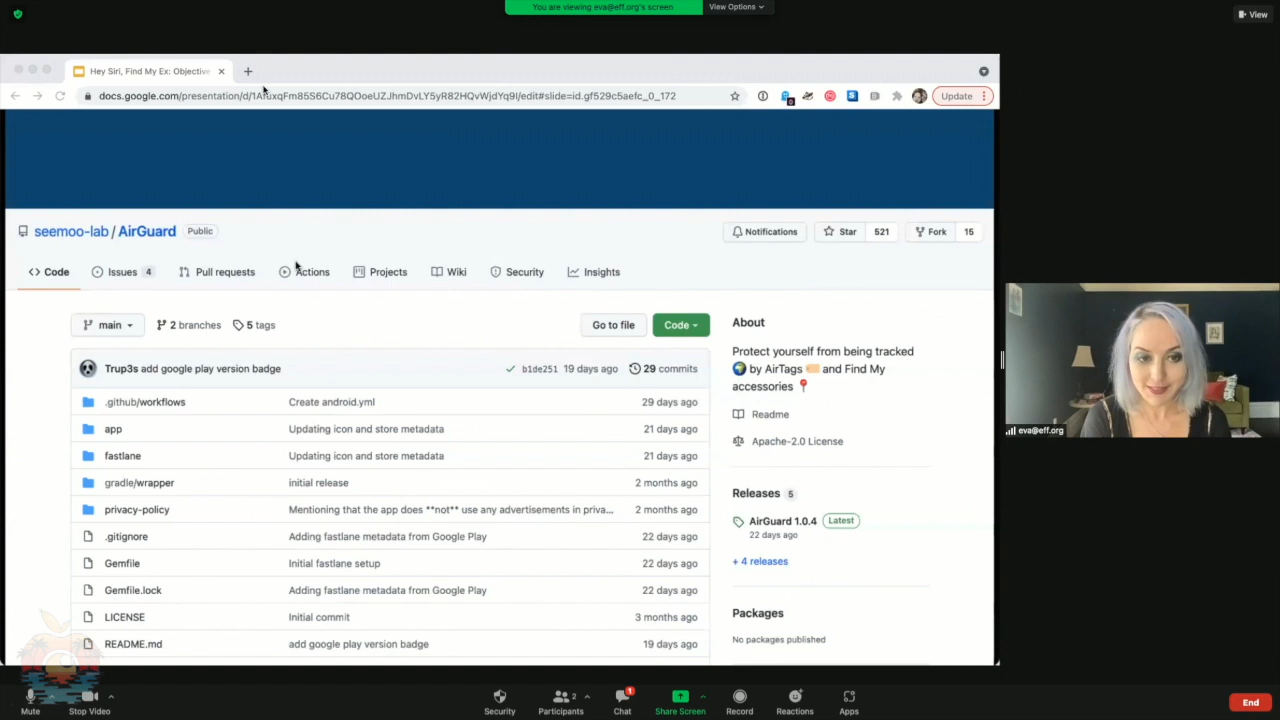 You are viewing eva@eff.org's screen
View Options
View
Hey Siri, Find My Ex: Objective
docs.google.com/presentation/d/1AfuxqFm85S6Cu78QOoeUZJhmDvLY5yR82HQvWjdYq9I/edit#slide=id.gf529c5aefc_0_172
Update
seemoo-lab / AirGuard Public
Notifications Star 521 Fork 15
Code Issues 4 Pull requests Actions Projects Wiki Security Insights
main 2 branches 5 tags Go to file Code
Trup3s add google play version badge b1de251 19 days ago 29 commits
.github/workflows Create android.yml 29 days ago
app Updating icon and store metadata 21 days ago
fastlane Updating icon and store metadata 21 days ago
gradle/wrapper initial release 2 months ago
privacy-policy Mentioning that the app does **not** use any advertisements in priva... 2 months ago
.gitignore Adding fastlane metadata from Google Play 22 days ago
Gemfile Initial fastlane setup 22 days ago
Gemfile.lock Adding fastlane metadata from Google Play 22 days ago
LICENSE Initial commit 3 months ago
README.md add google play version badge 19 days ago
About
Protect yourself from being tracked
🌍 by AirTags 🏷️ and Find My
accessories 📍
Readme
Apache-2.0 License
Releases 5
AirGuard 1.0.4 Latest
22 days ago
+ 4 releases
Packages
No packages published
eva@eff.org
Mute Stop Video Security Participants 2 Chat 1 Share Screen Record Reactions Apps End